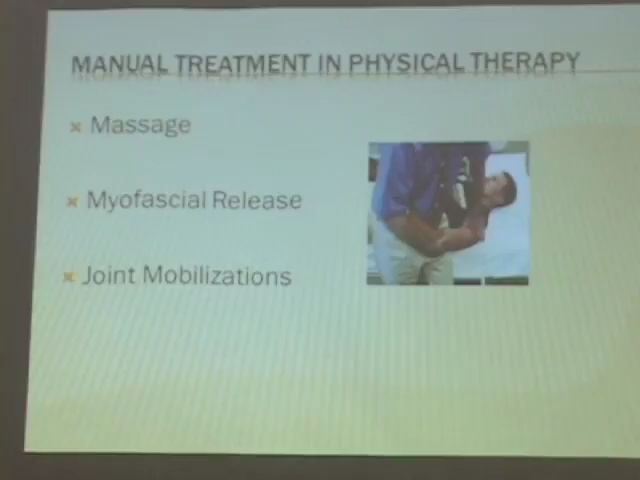 MANUAL TREATMENT IN PHYSICAL THERAPY
Massage
Myofascial Release
Joint Mobilizations